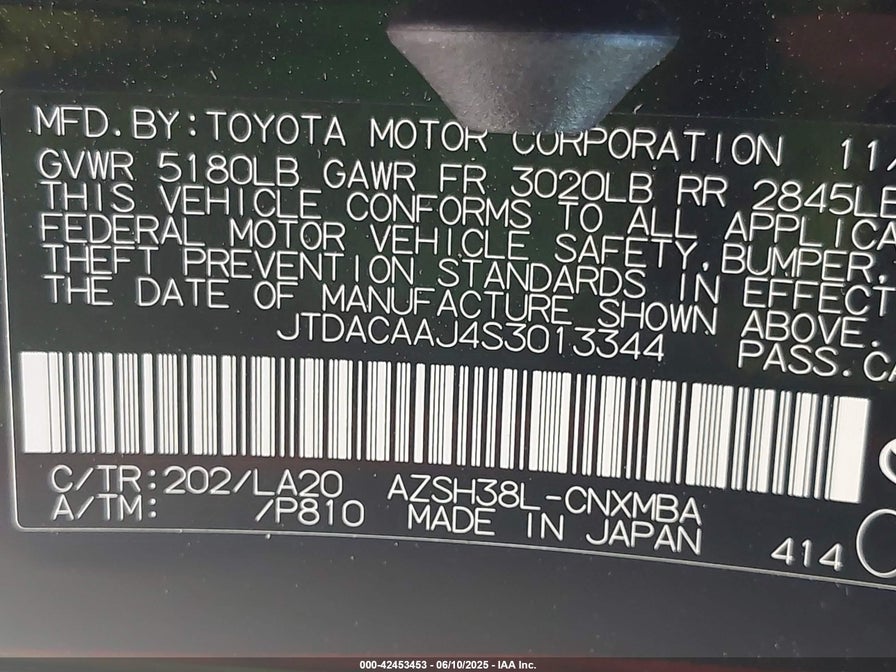 MFD. BY: TOYOTA MOTOR CORPORATION 11/
GVWR 5180LB GAWR FR 3020LB RR 2845LB
THIS VEHICLE CONFORMS TO ALL APPLICA
FEDERAL MOTOR VEHICLE SAFETY, BUMPER,
THEFT PREVENTION STANDARDS IN EFFECT
THE DATE OF MANUFACTURE SHOWN ABOVE.
JTDACAAJ4S3013344 PASS. CA
C/TR: 202/LA20 AZSH38L-CNXMBA
A/TM: /P810 MADE IN JAPAN 414
000-42453453 - 06/10/2025 - IAA Inc.